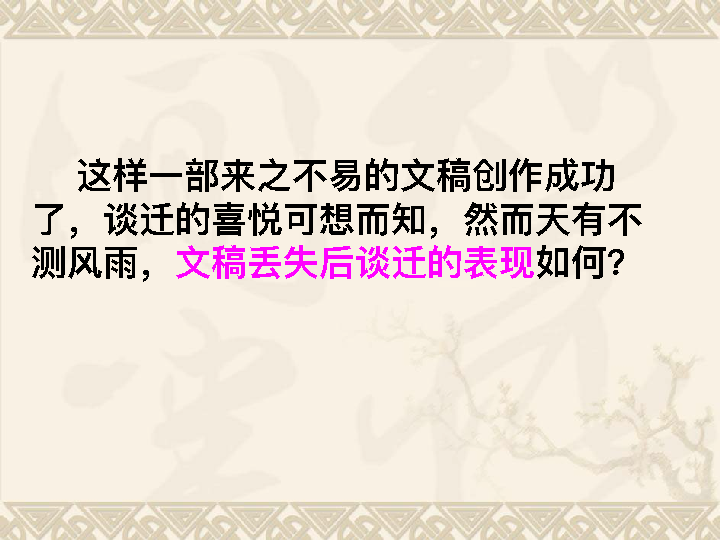 这样一部来之不易的文稿创作成功
了，谈迁的喜悦可想而知，然而天有不
测风雨，文稿丢失后谈迁的表现如何？